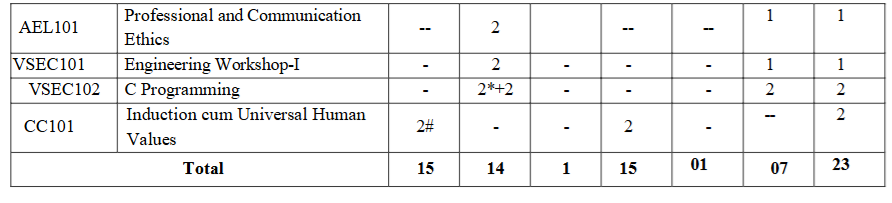 AEL101 Professional and Communication Ethics -- 2 -- -- 1 1
VSEC101 Engineering Workshop-I - 2 - - - 1 1
VSEC102 C Programming - 2*+2 - - - 2 2
CC101 Induction cum Universal Human Values 2# - - 2 - -- 2
Total 15 14 1 15 01 07 23